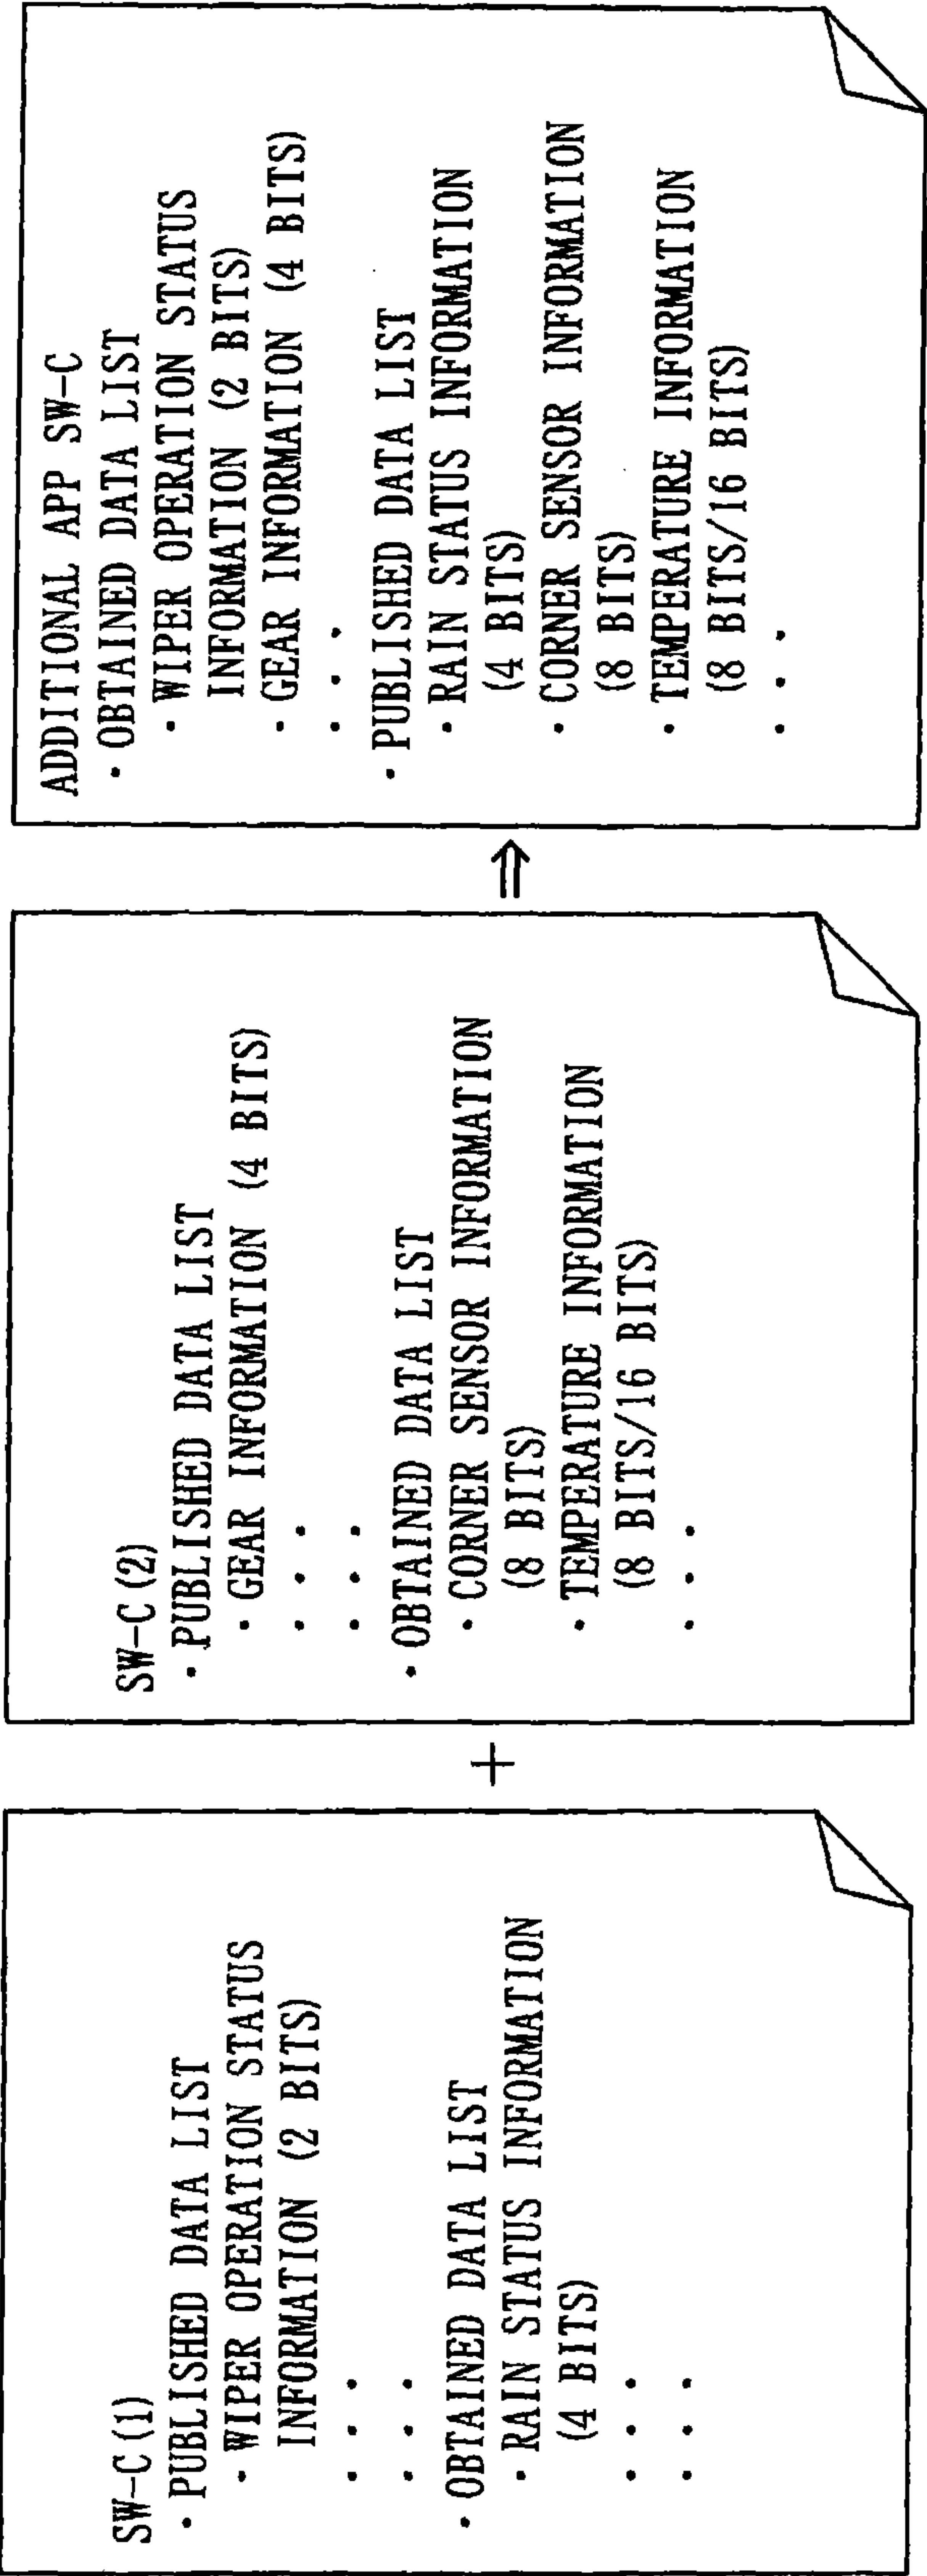 SW-C(1)
· PUBLISHED DATA LIST
· WIPER OPERATION STATUS
INFORMATION (2 BITS)
· · ·
· · ·
· OBTAINED DATA LIST
· RAIN STATUS INFORMATION
(4 BITS)
· · ·
· · ·
+
SW-C(2)
· PUBLISHED DATA LIST
· GEAR INFORMATION (4 BITS)
· · ·
· · ·
· OBTAINED DATA LIST
· CORNER SENSOR INFORMATION
(8 BITS)
· TEMPERATURE INFORMATION
(8 BITS/16 BITS)
· · ·
⇒
ADDITIONAL APP SW-C
· OBTAINED DATA LIST
· WIPER OPERATION STATUS
INFORMATION (2 BITS)
· GEAR INFORMATION (4 BITS)
· · ·
· PUBLISHED DATA LIST
· RAIN STATUS INFORMATION
(4 BITS)
· CORNER SENSOR INFORMATION
(8 BITS)
· TEMPERATURE INFORMATION
(8 BITS/16 BITS)
· · ·